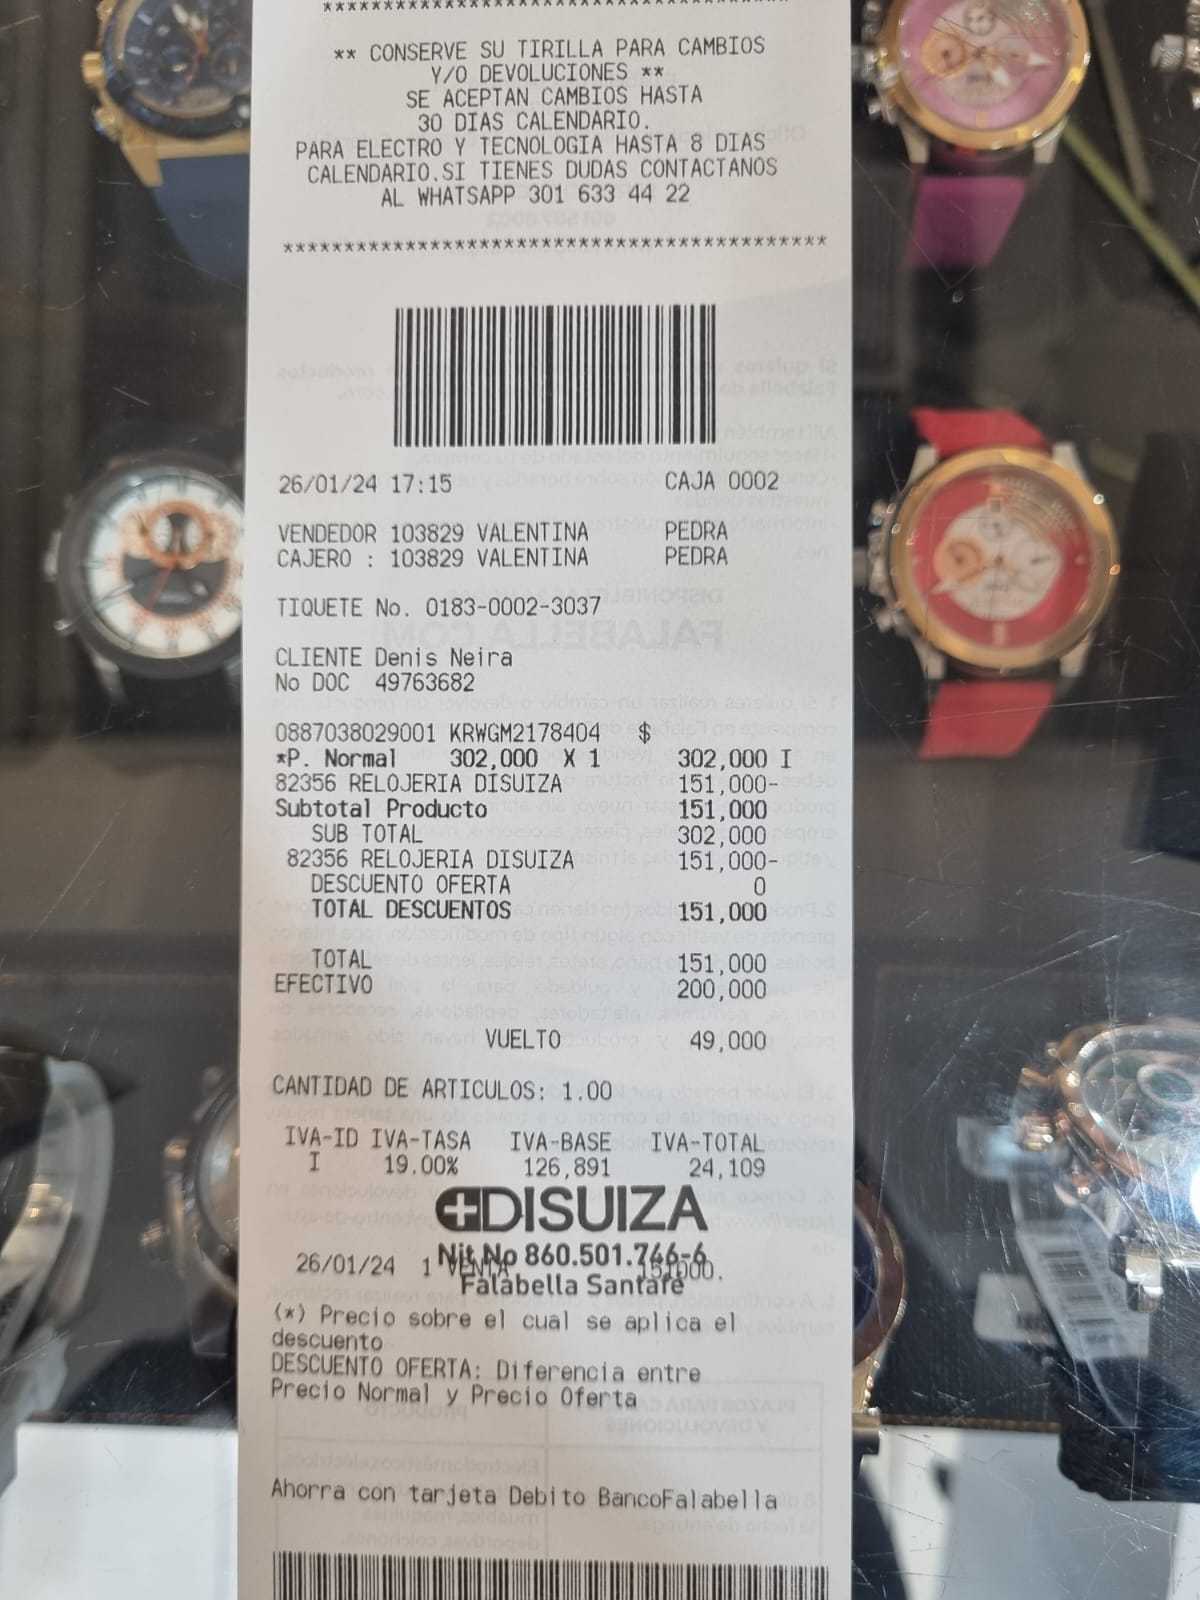 ** CONSERVE SU TIRILLA PARA CAMBIOS
Y/O DEVOLUCIONES **
SE ACEPTAN CAMBIOS HASTA
30 DIAS CALENDARIO.
PARA ELECTRO Y TECNOLOGIA HASTA 8 DIAS
CALENDARIO.SI TIENES DUDAS CONTACTANOS
AL WHATSAPP 301 633 44 22
********************************************
26/01/24 17:15 CAJA 0002
VENDEDOR 103829 VALENTINA PEDRA
CAJERO : 103829 VALENTINA PEDRA
TIQUETE No. 0183-0002-3037
CLIENTE Denis Neira
No DOC 49763682
0887038029001 KRWGM2178404 $
*P. Normal 302,000 X 1 302,000 I
82356 RELOJERIA DISUIZA 151,000-
Subtotal Producto 151,000
SUB TOTAL 302,000
82356 RELOJERIA DISUIZA 151,000-
DESCUENTO OFERTA 0
TOTAL DESCUENTOS 151,000
TOTAL 151,000
EFECTIVO 200,000
VUELTO 49,000
CANTIDAD DE ARTICULOS: 1.00
IVA-ID IVA-TASA IVA-BASE IVA-TOTAL
I 19.00% 126,891 24,109
DISUIZA
Nit.No 860.501.746-6
26/01/24 1 VENTA 151000.
Falabella Santafé
(*) Precio sobre el cual se aplica el
descuento
DESCUENTO OFERTA: Diferencia entre
Precio Normal y Precio Oferta
Ahorra con tarjeta Debito BancoFalabella